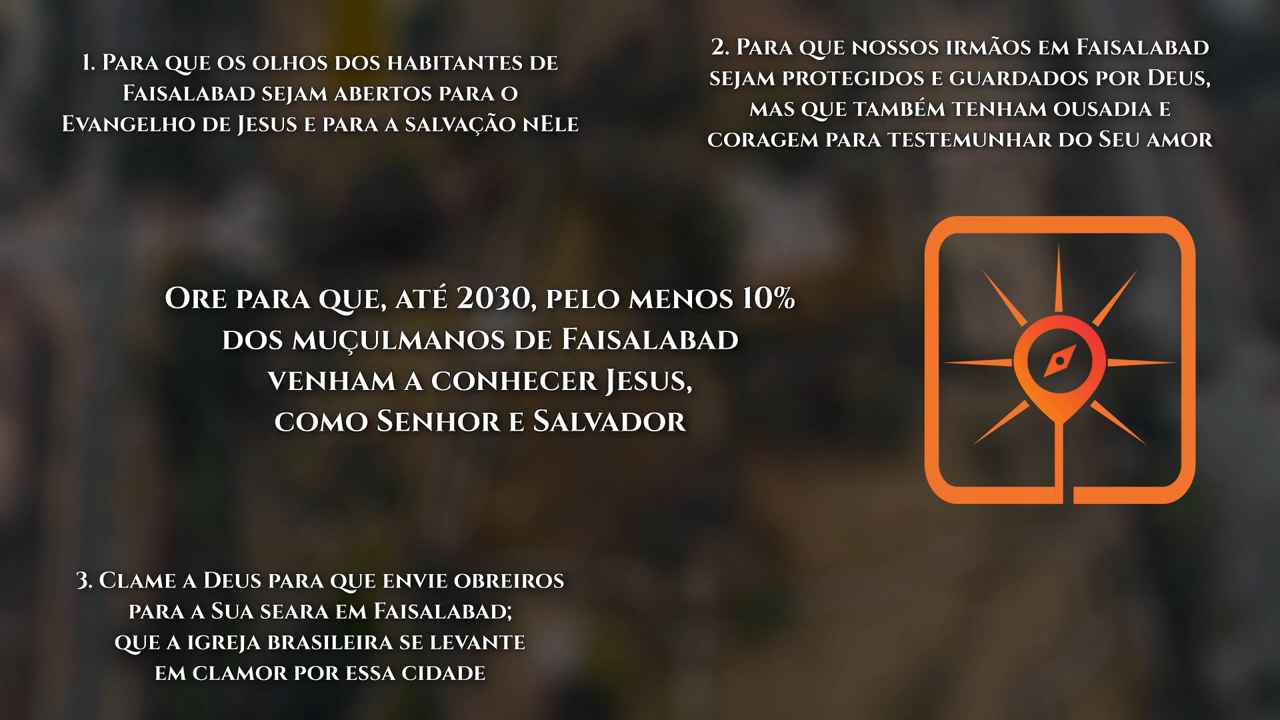 1. Para que os olhos dos habitantes de
Faisalabad sejam abertos para o
Evangelho de Jesus e para a salvação nEle
2. Para que nossos irmãos em Faisalabad
sejam protegidos e guardados por Deus,
mas que também tenham ousadia e
coragem para testemunhar do Seu amor
Ore para que, até 2030, pelo menos 10%
dos muçulmanos de Faisalabad
venham a conhecer Jesus,
como Senhor e Salvador
3. Clame a Deus para que envie obreiros
para a Sua seara em Faisalabad;
que a igreja brasileira se levante
em clamor por essa cidade